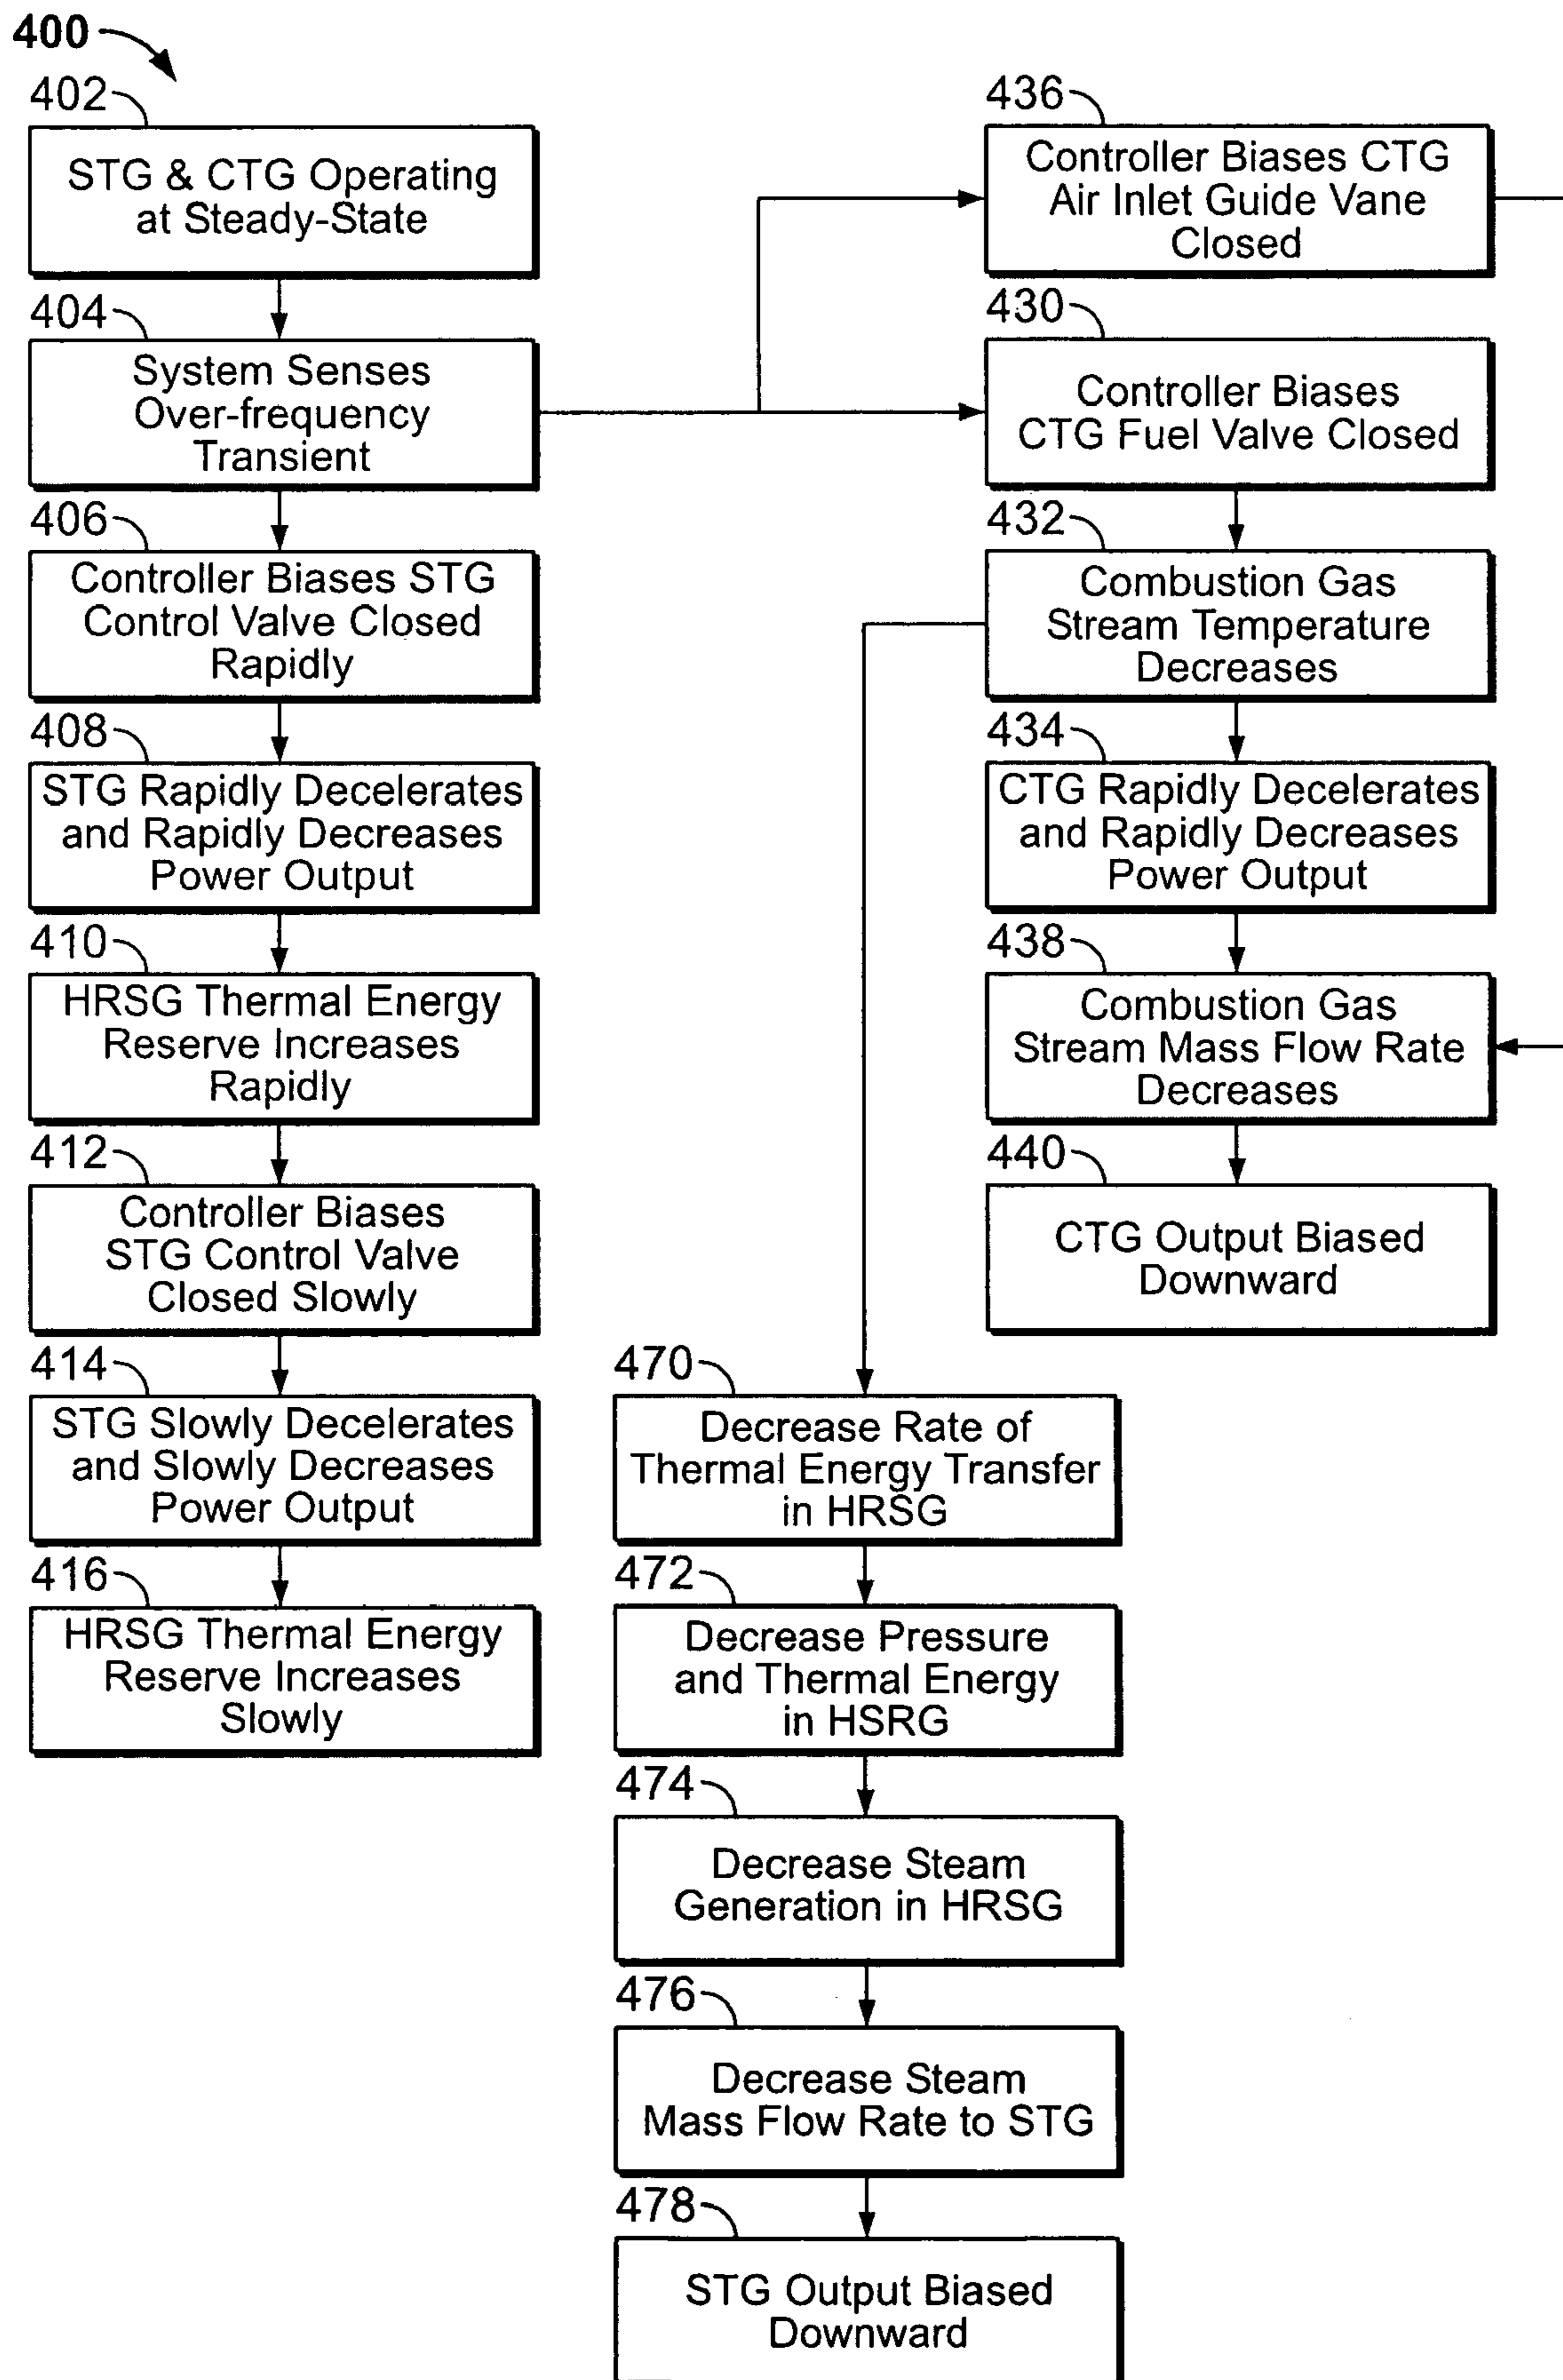 400
402
STG & CTG Operating
at Steady-State
404
System Senses
Over-frequency
Transient
406
Controller Biases STG
Control Valve Closed
Rapidly
408
STG Rapidly Decelerates
and Rapidly Decreases
Power Output
410
HRSG Thermal Energy
Reserve Increases
Rapidly
412
Controller Biases
STG Control Valve
Closed Slowly
414
STG Slowly Decelerates
and Slowly Decreases
Power Output
416
HRSG Thermal Energy
Reserve Increases
Slowly
436
Controller Biases CTG
Air Inlet Guide Vane
Closed
430
Controller Biases
CTG Fuel Valve Closed
432
Combustion Gas
Stream Temperature
Decreases
434
CTG Rapidly Decelerates
and Rapidly Decreases
Power Output
438
Combustion Gas
Stream Mass Flow Rate
Decreases
440
CTG Output Biased
Downward
470
Decrease Rate of
Thermal Energy Transfer
in HRSG
472
Decrease Pressure
and Thermal Energy
in HSRG
474
Decrease Steam
Generation in HRSG
476
Decrease Steam
Mass Flow Rate to STG
478
STG Output Biased
Downward